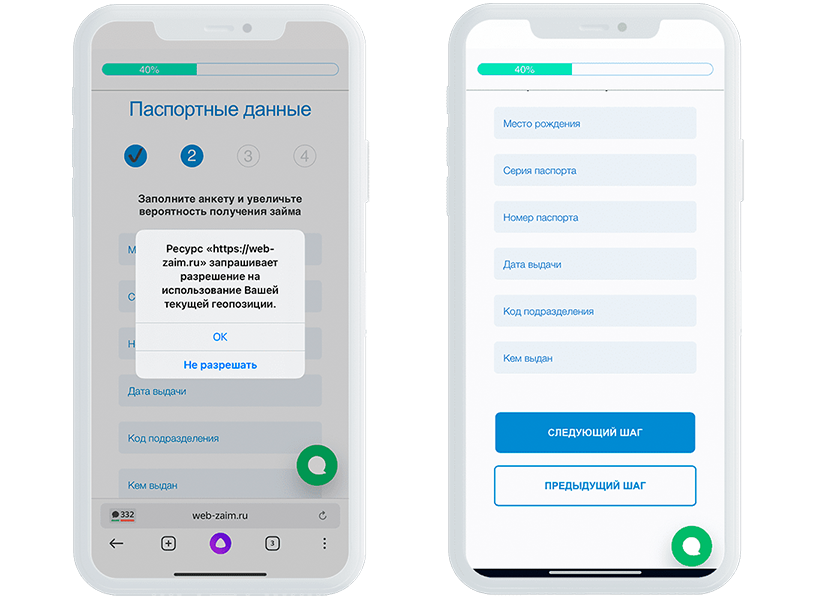 40%
Паспортные данные
2
3
4
Заполните анкету и увеличьте
вероятность получения займа
М
Ресурс «https://web-
zaim.ru» запрашивает
разрешение на
использование Вашей
текущей геопозиции.
С
Н
ОК
Не разрешать
Дата выдачи
Код подразделения
Кем выдан
332
web-zaim.ru
3
40%
Место рождения
Серия паспорта
Номер паспорта
Дата выдачи
Код подразделения
Кем выдан
СЛЕДУЮЩИЙ ШАГ
ПРЕДЫДУЩИЙ ШАГ